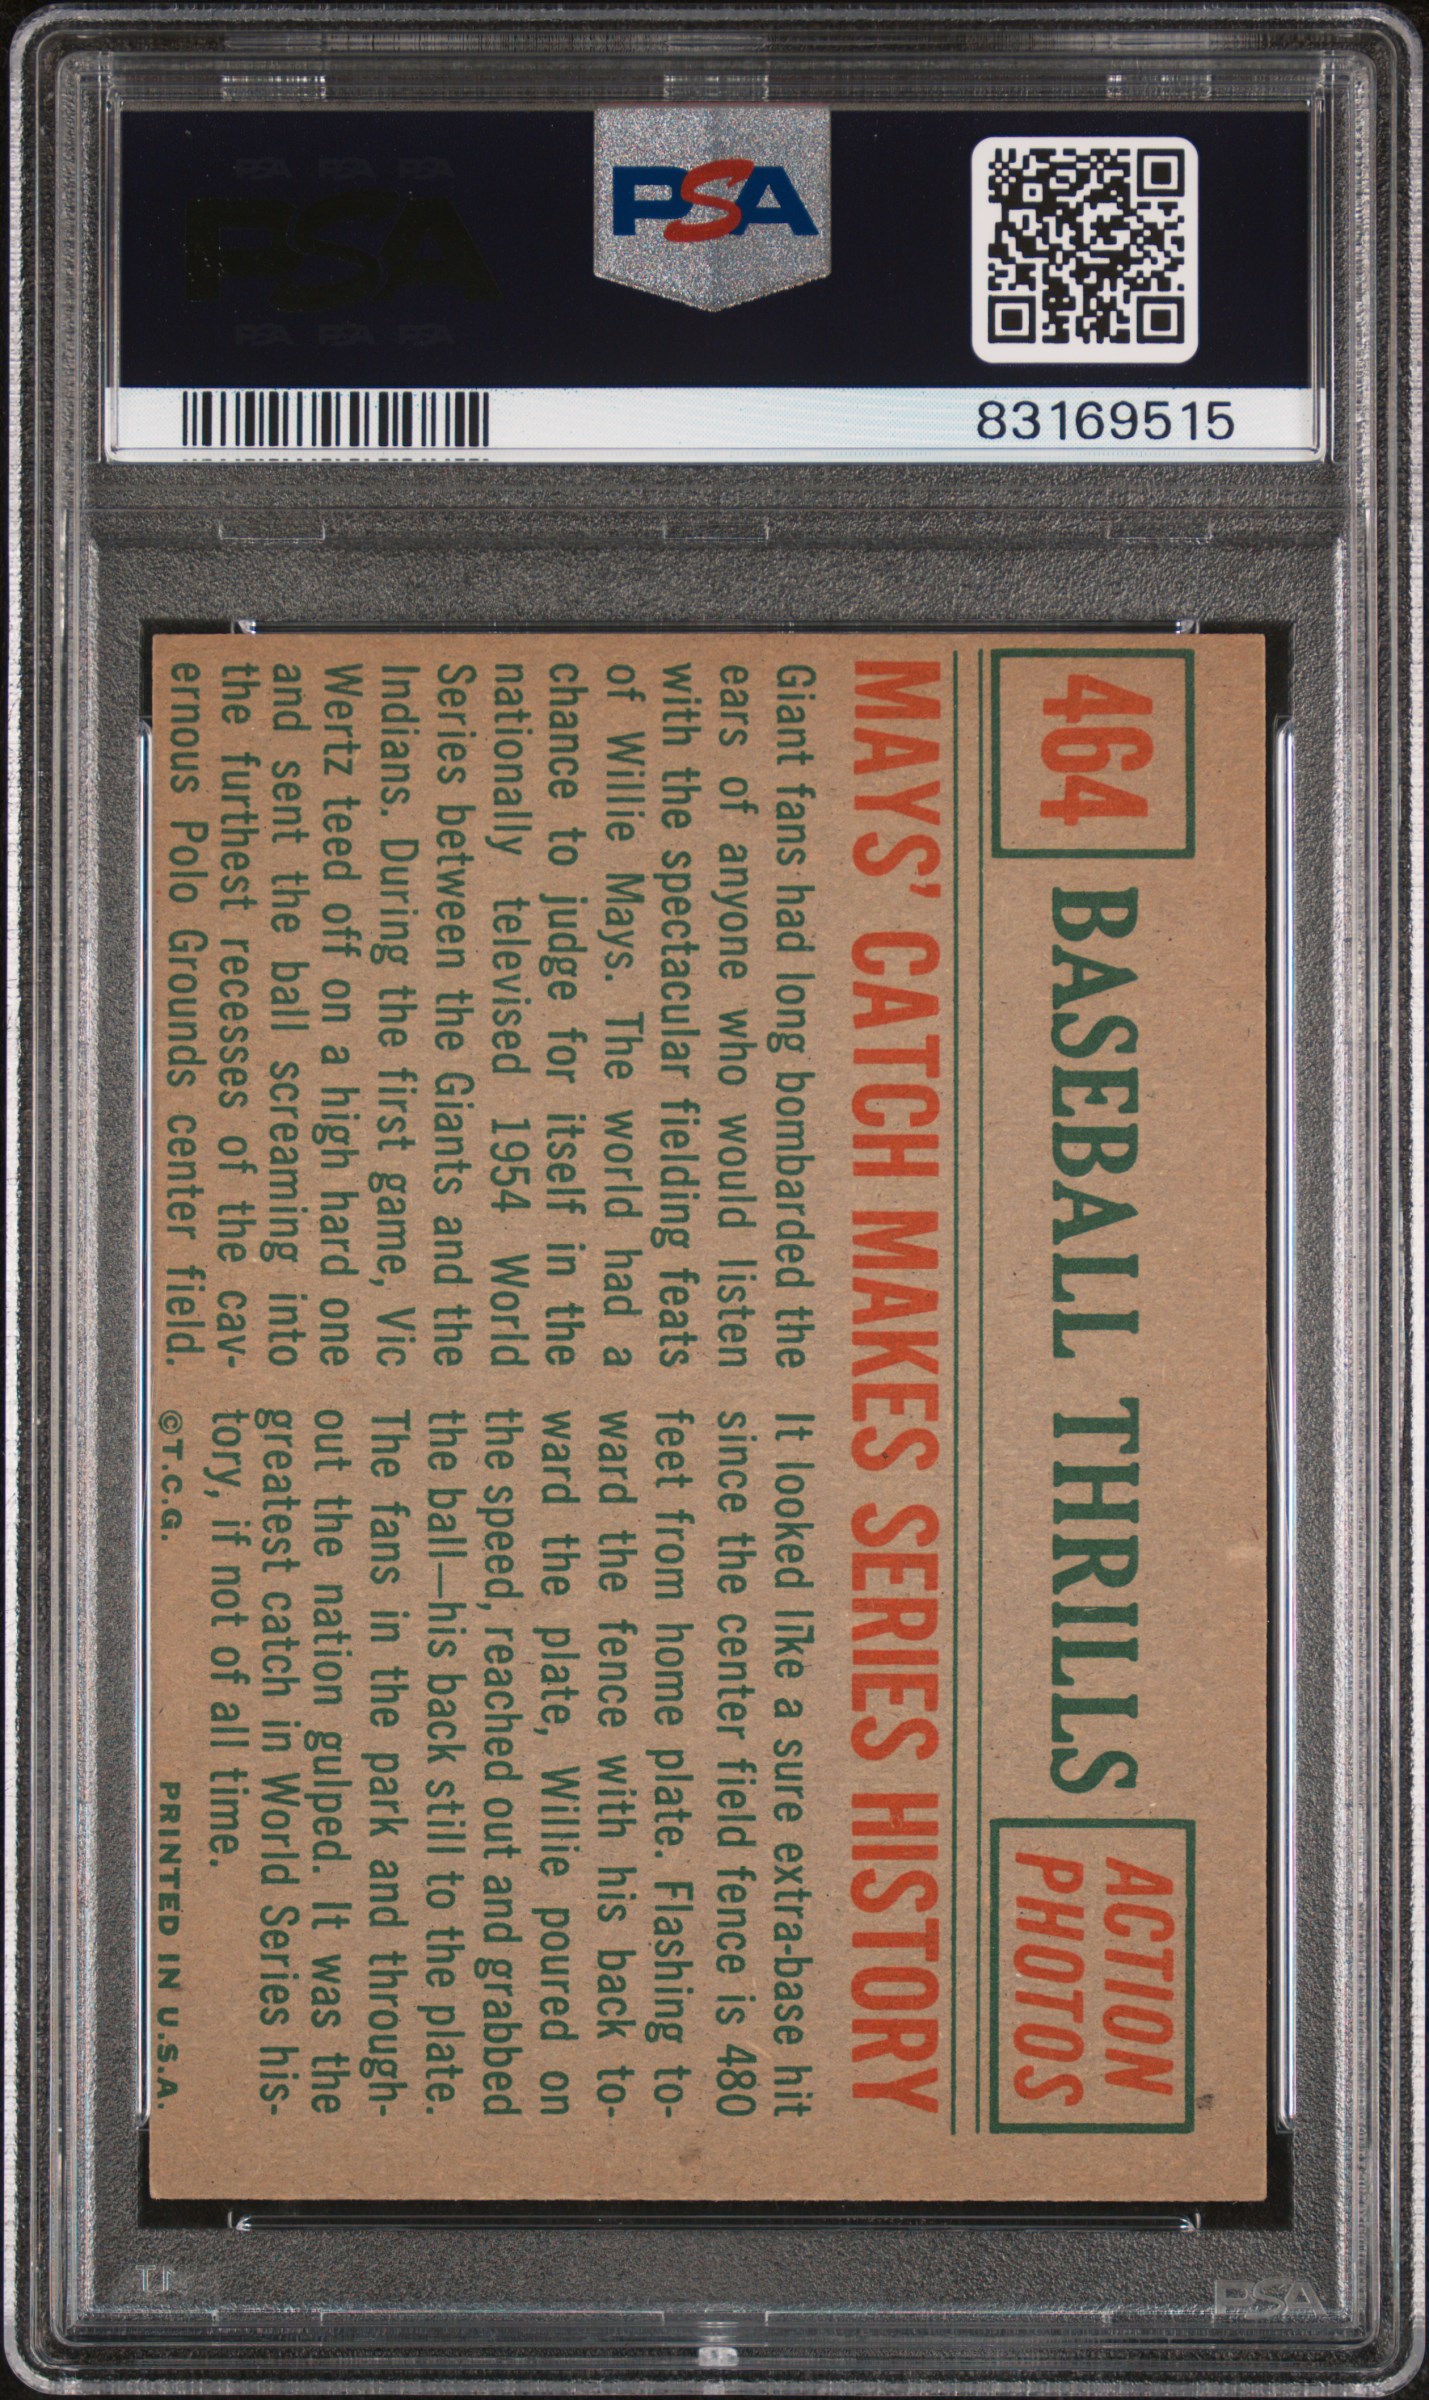 PSA PSA PSA
PSA
PSA PSA PSA
PSA
83169515
464
BASEBALL THRILLS
ACTION
PHOTOS
MAYS' CATCH MAKES SERIES HISTORY
Giant fans had long bombarded the
ears of anyone who would listen
with the spectacular fielding feats
of Willie Mays. The world had a
chance to judge for itself in the
nationally televised 1954 World
Series between the Giants and the
Indians. During the first game, Vic
Wertz teed off on a high hard one
and sent the ball screaming into
the furthest recesses of the cav-
ernous Polo Grounds center field.
It looked like a sure extra-base hit
since the center field fence is 480
feet from home plate. Flashing to-
ward the fence with his back to-
ward the plate, Willie poured on
the speed, reached out and grabbed
the ball—his back still to the plate.
The fans in the park and through-
out the nation gulped. It was the
greatest catch in World Series his-
tory, if not of all time.
©T.C.G.
PRINTED IN U.S.A.
PSA